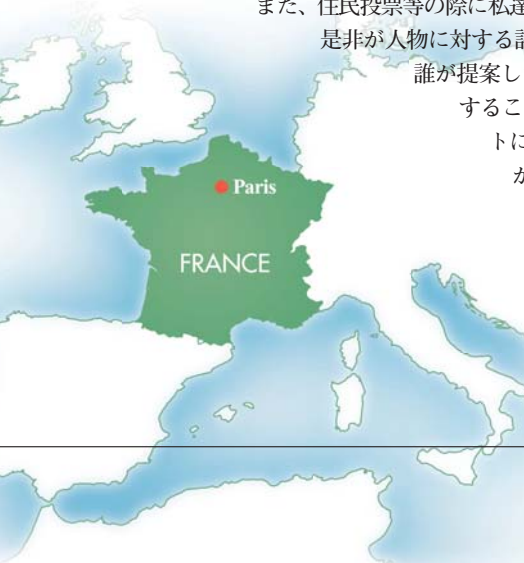 また、住民投票等の際に私達
是非が人物に対する
誰が提案し
するこ
トに
Paris
FRANCE